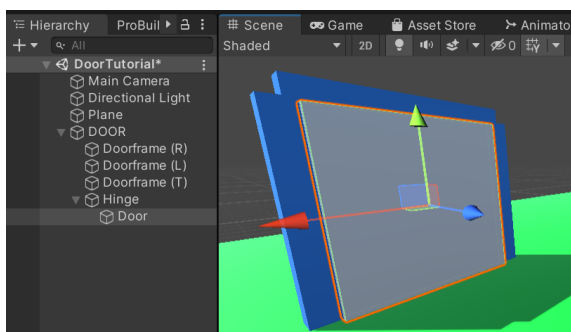 Hierarchy ProBuil
All
DoorTutorial*
Main Camera
Directional Light
Plane
DOOR
Doorframe (R)
Doorframe (L)
Doorframe (T)
Hinge
Door
# Scene Game Asset Store Animato
Shaded 2D 0